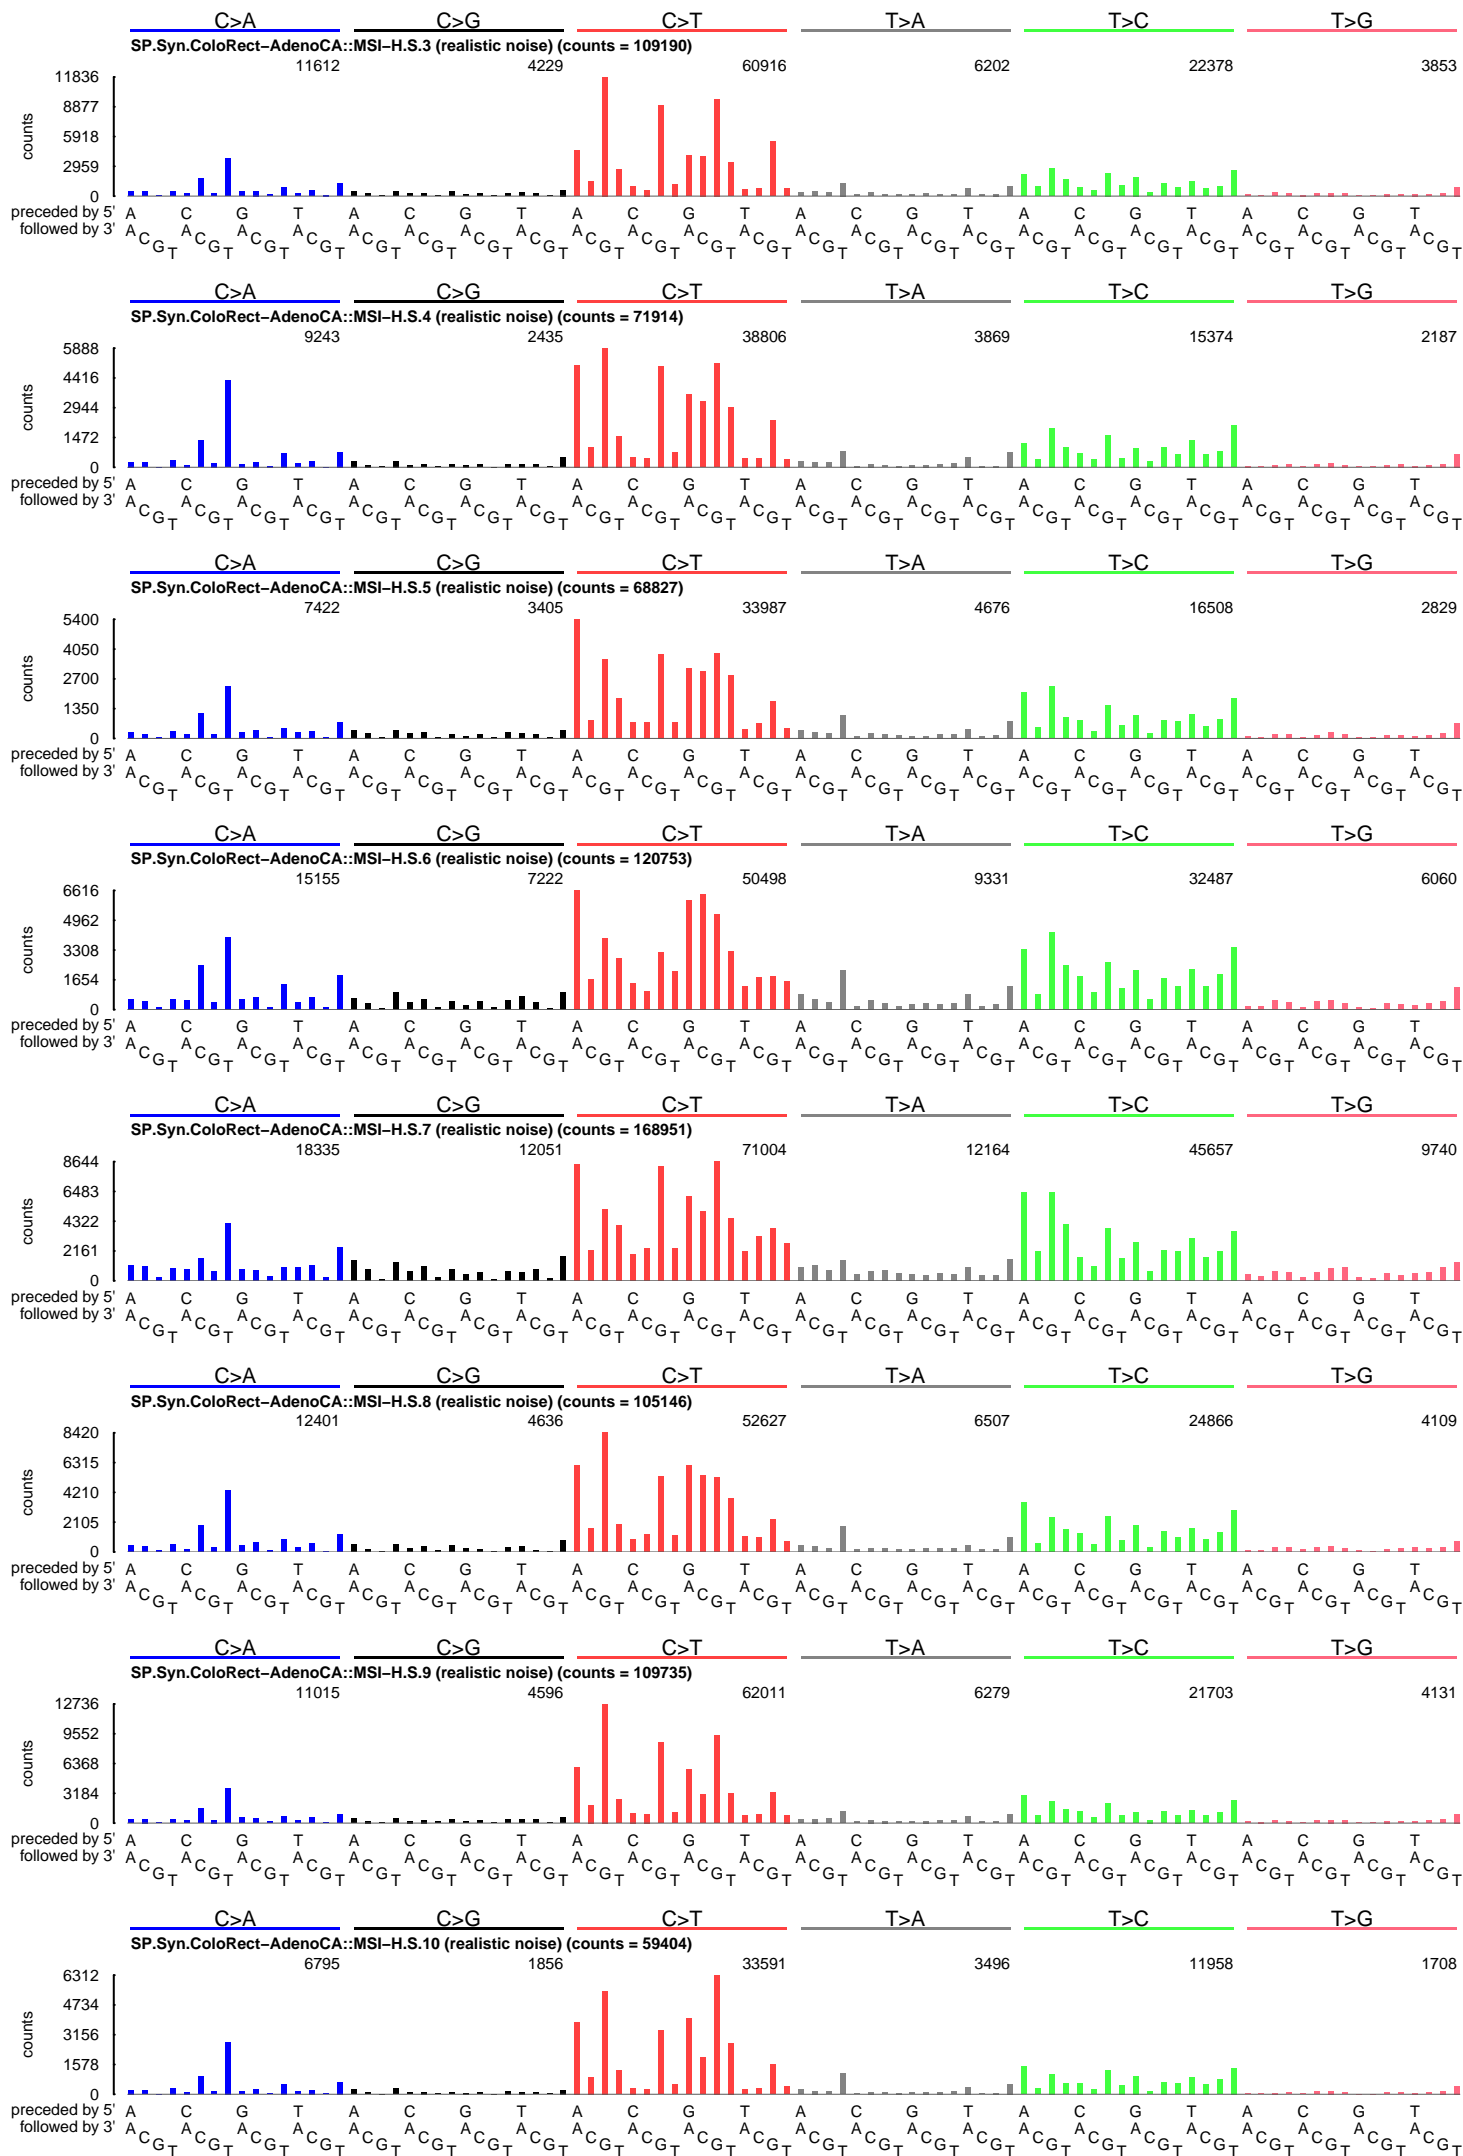 C>A C>G C>T T>A T>C T>G
SP.Syn.ColoRect–AdenoCA::MSI–H.S.3 (realistic noise) (counts = 109190)
11612 4229 60916 6202 22378 3853
11836
8877
5918
2959
0
counts
preceded by 5' A C G T A C G T A C G T A C G T A C G T A C G T
followed by 3' A C G T A C G T A C G T A C G T A C G T A C G T A C G T A C G T A C G T A C G T A C G T A C G T A C G T A C G T A C G T A C G T A C G T A C G T A C G T A C G T A C G T A C G T A C G T A C G T
C>A C>G C>T T>A T>C T>G
SP.Syn.ColoRect–AdenoCA::MSI–H.S.4 (realistic noise) (counts = 71914)
9243 2435 38806 3869 15374 2187
5888
4416
2944
1472
0
counts
preceded by 5' A C G T A C G T A C G T A C G T A C G T A C G T
followed by 3' A C G T A C G T A C G T A C G T A C G T A C G T A C G T A C G T A C G T A C G T A C G T A C G T A C G T A C G T A C G T A C G T A C G T A C G T A C G T A C G T A C G T A C G T A C G T A C G T
C>A C>G C>T T>A T>C T>G
SP.Syn.ColoRect–AdenoCA::MSI–H.S.5 (realistic noise) (counts = 68827)
7422 3405 33987 4676 16508 2829
5400
4050
2700
1350
0
counts
preceded by 5' A C G T A C G T A C G T A C G T A C G T A C G T
followed by 3' A C G T A C G T A C G T A C G T A C G T A C G T A C G T A C G T A C G T A C G T A C G T A C G T A C G T A C G T A C G T A C G T A C G T A C G T A C G T A C G T A C G T A C G T A C G T A C G T
C>A C>G C>T T>A T>C T>G
SP.Syn.ColoRect–AdenoCA::MSI–H.S.6 (realistic noise) (counts = 120753)
15155 7222 50498 9331 32487 6060
6616
4962
3308
1654
0
counts
preceded by 5' A C G T A C G T A C G T A C G T A C G T A C G T
followed by 3' A C G T A C G T A C G T A C G T A C G T A C G T A C G T A C G T A C G T A C G T A C G T A C G T A C G T A C G T A C G T A C G T A C G T A C G T A C G T A C G T A C G T A C G T A C G T A C G T
C>A C>G C>T T>A T>C T>G
SP.Syn.ColoRect–AdenoCA::MSI–H.S.7 (realistic noise) (counts = 168951)
18335 12051 71004 12164 45657 9740
8644
6483
4322
2161
0
counts
preceded by 5' A C G T A C G T A C G T A C G T A C G T A C G T
followed by 3' A C G T A C G T A C G T A C G T A C G T A C G T A C G T A C G T A C G T A C G T A C G T A C G T A C G T A C G T A C G T A C G T A C G T A C G T A C G T A C G T A C G T A C G T A C G T A C G T
C>A C>G C>T T>A T>C T>G
SP.Syn.ColoRect–AdenoCA::MSI–H.S.8 (realistic noise) (counts = 105146)
12401 4636 52627 6507 24866 4109
8420
6315
4210
2105
0
counts
preceded by 5' A C G T A C G T A C G T A C G T A C G T A C G T
followed by 3' A C G T A C G T A C G T A C G T A C G T A C G T A C G T A C G T A C G T A C G T A C G T A C G T A C G T A C G T A C G T A C G T A C G T A C G T A C G T A C G T A C G T A C G T A C G T A C G T
C>A C>G C>T T>A T>C T>G
SP.Syn.ColoRect–AdenoCA::MSI–H.S.9 (realistic noise) (counts = 109735)
11015 4596 62011 6279 21703 4131
12736
9552
6368
3184
0
counts
preceded by 5' A C G T A C G T A C G T A C G T A C G T A C G T
followed by 3' A C G T A C G T A C G T A C G T A C G T A C G T A C G T A C G T A C G T A C G T A C G T A C G T A C G T A C G T A C G T A C G T A C G T A C G T A C G T A C G T A C G T A C G T A C G T A C G T
C>A C>G C>T T>A T>C T>G
SP.Syn.ColoRect–AdenoCA::MSI–H.S.10 (realistic noise) (counts = 59404)
6795 1856 33591 3496 11958 1708
6312
4734
3156
1578
0
counts
preceded by 5' A C G T A C G T A C G T A C G T A C G T A C G T
followed by 3' A C G T A C G T A C G T A C G T A C G T A C G T A C G T A C G T A C G T A C G T A C G T A C G T A C G T A C G T A C G T A C G T A C G T A C G T A C G T A C G T A C G T A C G T A C G T A C G T